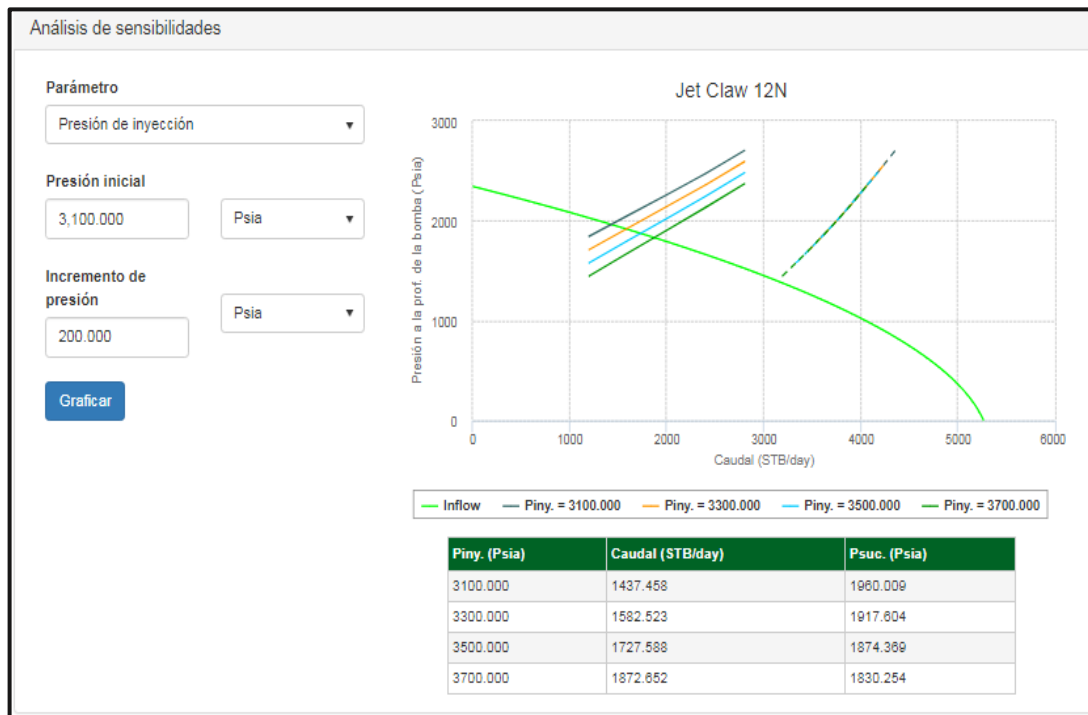 Análisis de sensibilidades
Parámetro
Presión de inyección
Presión inicial
3,100.000 Psia
Incremento de
presión
200.000 Psia
Graficar
Jet Claw 12N
Presión a la prof. de la bomba (Psia)
3000
2000
1000
0
0 1000 2000 3000 4000 5000 6000
Caudal (STB/day)
Inflow Piny. = 3100.000 Piny. = 3300.000 Piny. = 3500.000 Piny. = 3700.000
Piny. (Psia) Caudal (STB/day) Psuc. (Psia)
3100.000 1437.458 1960.009
3300.000 1582.523 1917.604
3500.000 1727.588 1874.369
3700.000 1872.652 1830.254